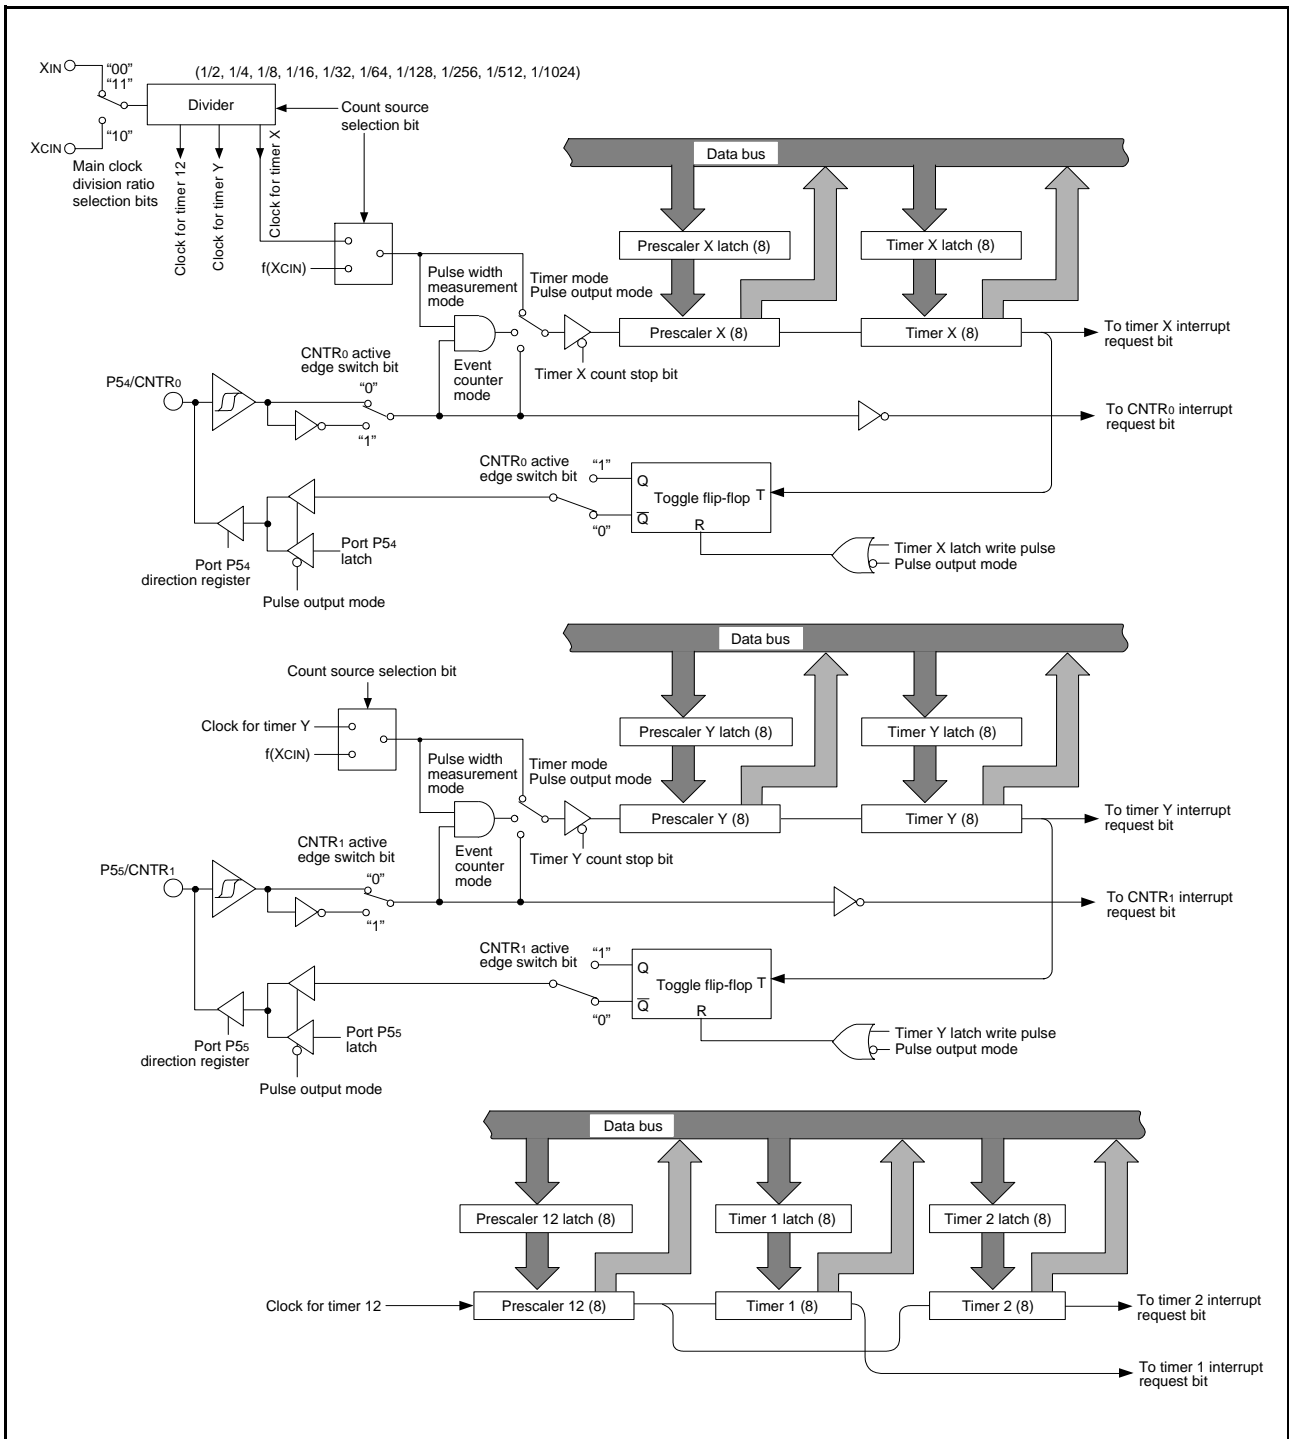 XIN
"00"
"11"
(1/2, 1/4, 1/8, 1/16, 1/32, 1/64, 1/128, 1/256, 1/512, 1/1024)
Divider
Count source
selection bit
XCIN
"10"
Main clock
division ratio
selection bits
Clock for timer 12
Clock for timer Y
Clock for timer X
f(XCIN)
Data bus
Prescaler X latch (8)
Timer X latch (8)
Pulse width
measurement
mode
Timer mode
Pulse output mode
Prescaler X (8)
Timer X (8)
To timer X interrupt
request bit
CNTR0 active
edge switch bit
Event
counter
mode
Timer X count stop bit
P54/CNTR0
"0"
"1"
To CNTR0 interrupt
request bit
CNTR0 active
edge switch bit
"1"
"0"
Q
Q
Toggle flip-flop
T
R
Port P54
latch
Port P54
direction register
Pulse output mode
Timer X latch write pulse
Pulse output mode
Data bus
Count source selection bit
Clock for timer Y
f(XCIN)
Prescaler Y latch (8)
Timer Y latch (8)
Pulse width
measurement
mode
Timer mode
Pulse output mode
Prescaler Y (8)
Timer Y (8)
To timer Y interrupt
request bit
CNTR1 active
edge switch bit
Event
counter
mode
Timer Y count stop bit
P55/CNTR1
"0"
"1"
To CNTR1 interrupt
request bit
CNTR1 active
edge switch bit
"1"
"0"
Q
Q
Toggle flip-flop
T
R
Port P55
latch
Port P55
direction register
Pulse output mode
Timer Y latch write pulse
Pulse output mode
Data bus
Prescaler 12 latch (8)
Timer 1 latch (8)
Timer 2 latch (8)
Clock for timer 12
Prescaler 12 (8)
Timer 1 (8)
Timer 2 (8)
To timer 2 interrupt
request bit
To timer 1 interrupt
request bit